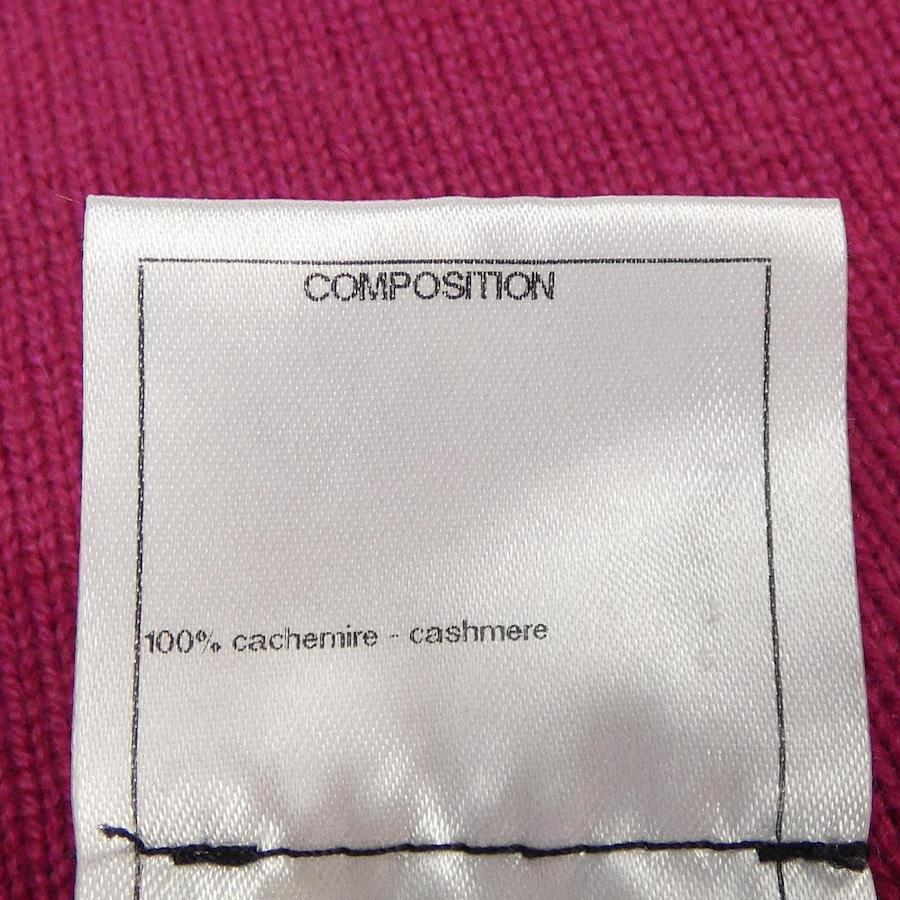 COMPOSITION
100% cachemire - cashmere